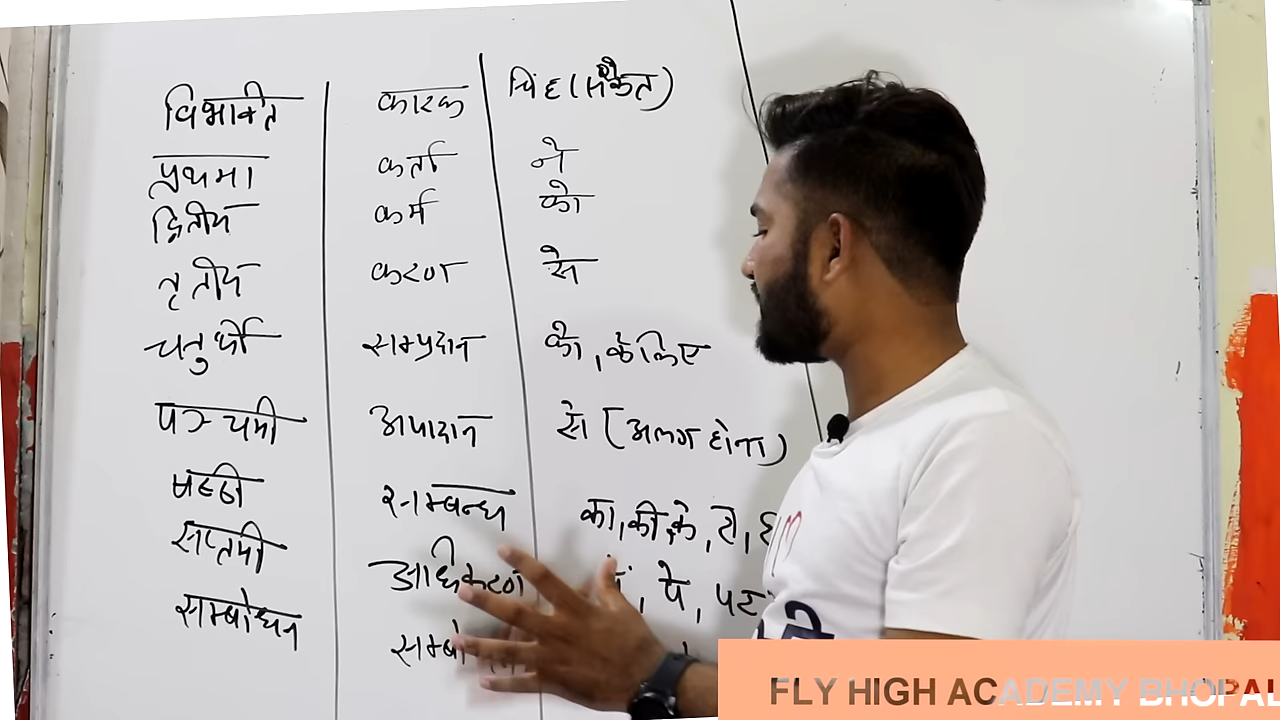 विभक्ति कारक चिंह (संकेत)
प्रथमा कर्ता ने
द्वितीय कर्म को
तृतीय करण से
चतुर्थी सम्प्रदान को, के लिए
पञ्चमी अपादान से (अलग होना)
षष्ठी सम्बन्ध का, की, के, रा,
सप्तमी अधिकरण पे, पर
सम्बोधन
FLY HIGH ACADEMY BHOPAL